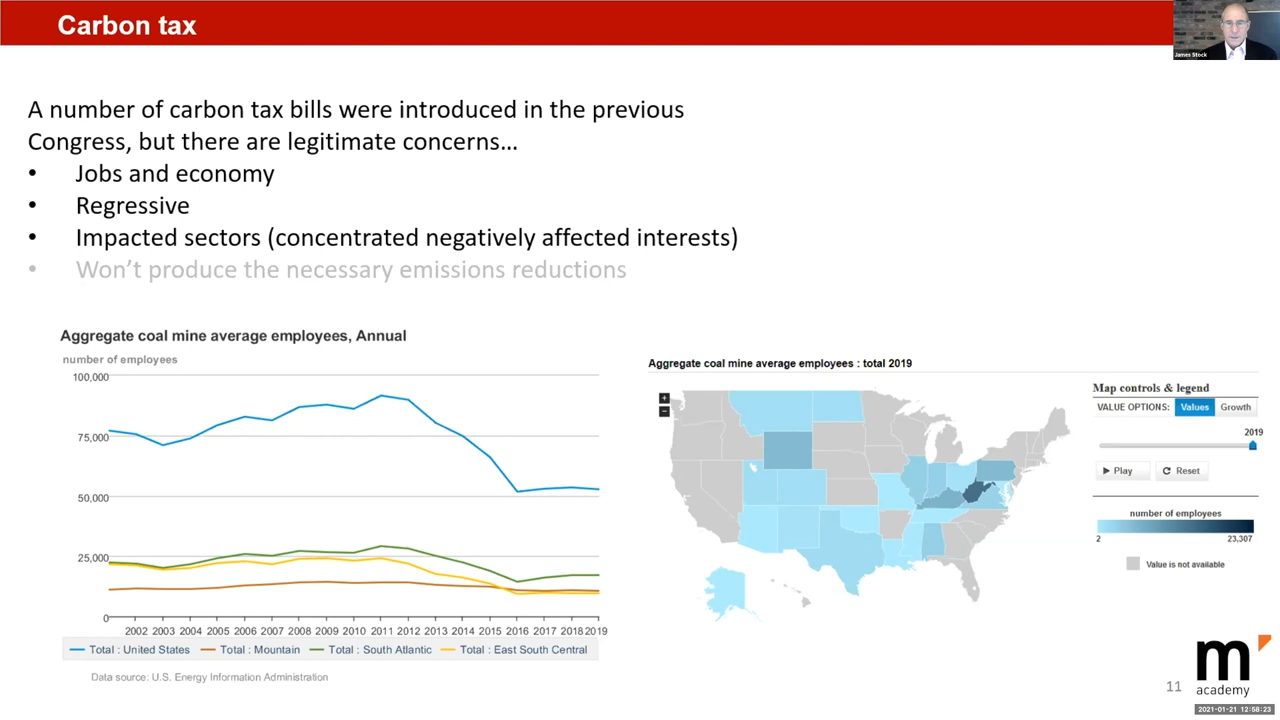 Carbon tax
James Stock
A number of carbon tax bills were introduced in the previous
Congress, but there are legitimate concerns…
• Jobs and economy
• Regressive
• Impacted sectors (concentrated negatively affected interests)
• Won’t produce the necessary emissions reductions
Aggregate coal mine average employees, Annual
number of employees
100,000
75,000
50,000
25,000
0
2002 2003 2004 2005 2006 2007 2008 2009 2010 2011 2012 2013 2014 2015 2016 2017 2018 2019
Total : United States Total : Mountain Total : South Atlantic Total : East South Central
Data source: U.S. Energy Information Administration
Aggregate coal mine average employees : total 2019
+
−
Map controls & legend
VALUE OPTIONS: Values Growth
2019
Play Reset
number of employees
2 23,307
Value is not available
m'
academy
11
2021-01-21 12:58:23